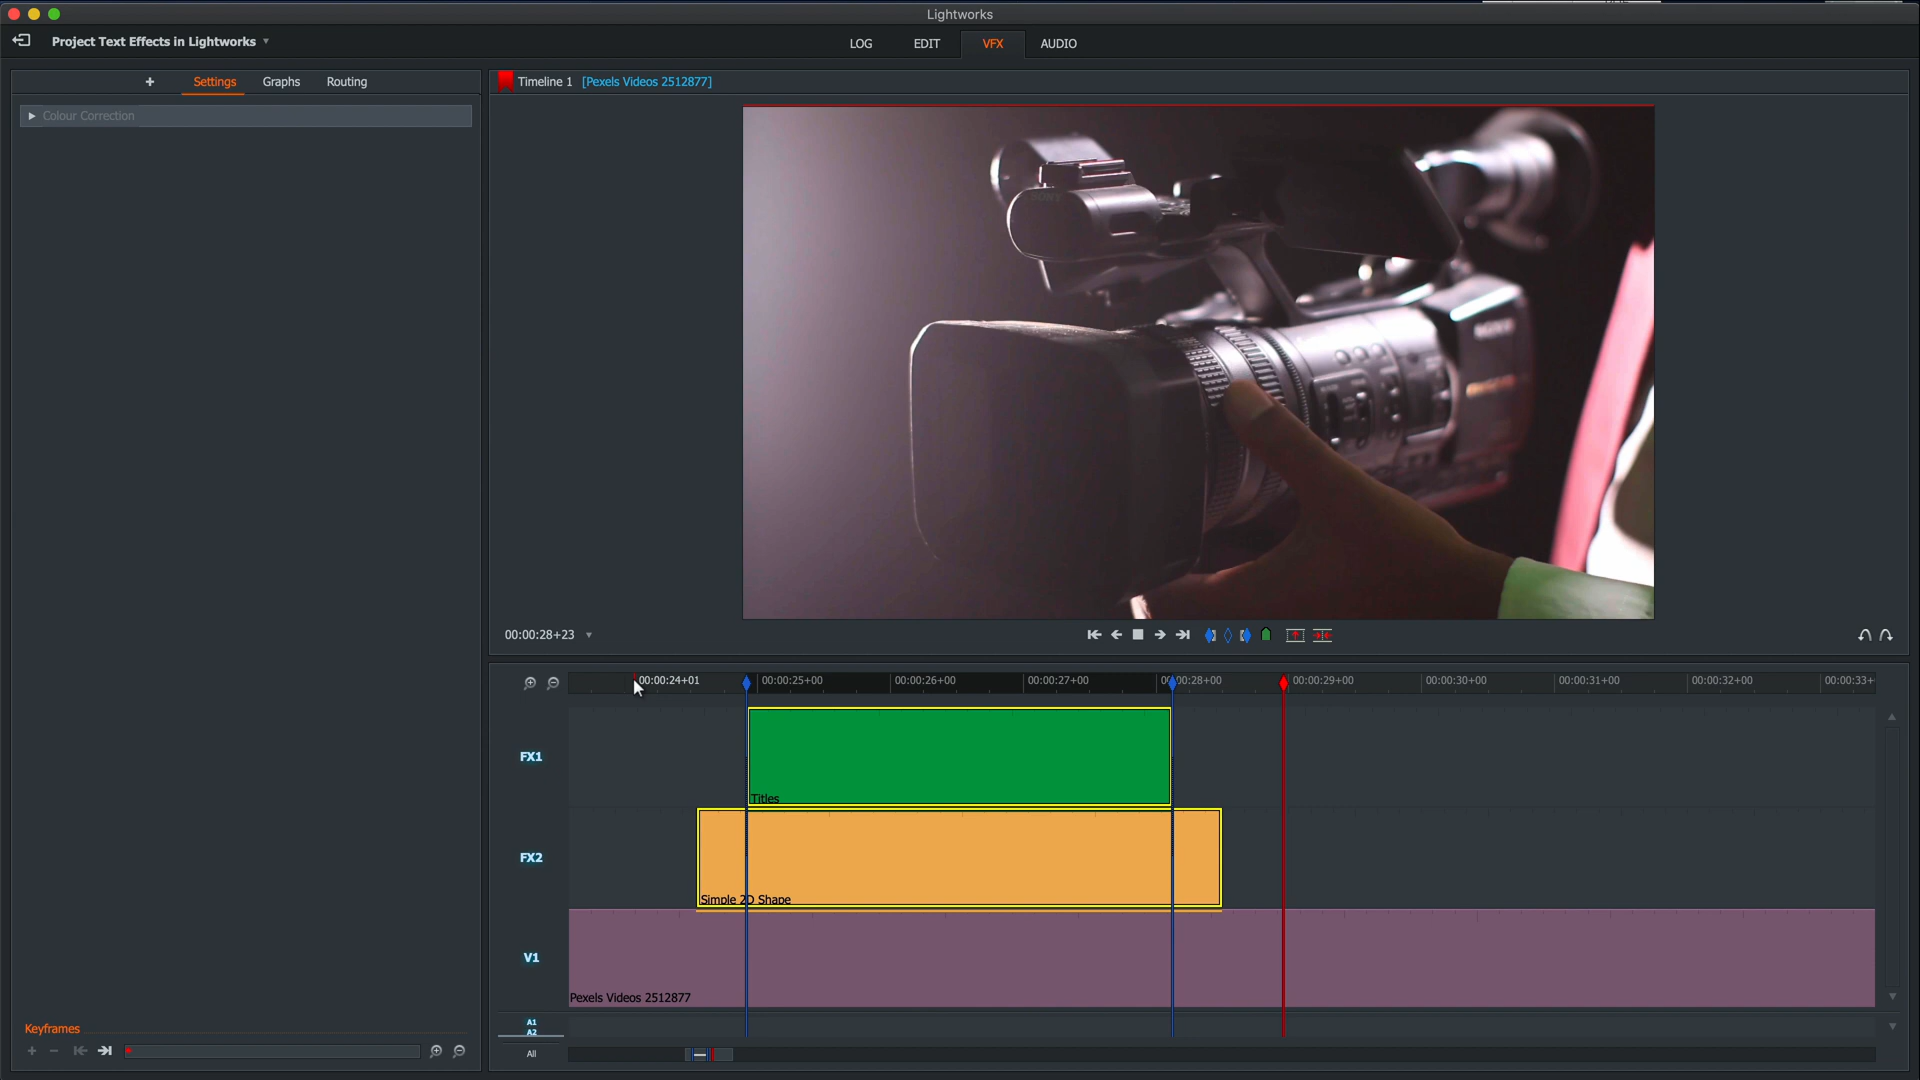 Lightworks
Project Text Effects in Lightworks
LOG EDIT VFX AUDIO
+ Settings Graphs Routing
Timeline 1 [Pexels Videos 2512877]
Colour Correction
SONY
00:00:28+23
00:00:24+01 00:00:25+00 00:00:26+00 00:00:27+00 00:00:28+00 00:00:29+00 00:00:30+00 00:00:31+00 00:00:32+00 00:00:33+
FX1
Titles
FX2
Simple 2D Shape
V1
Pexels Videos 2512877
Keyframes
A1
A2
All